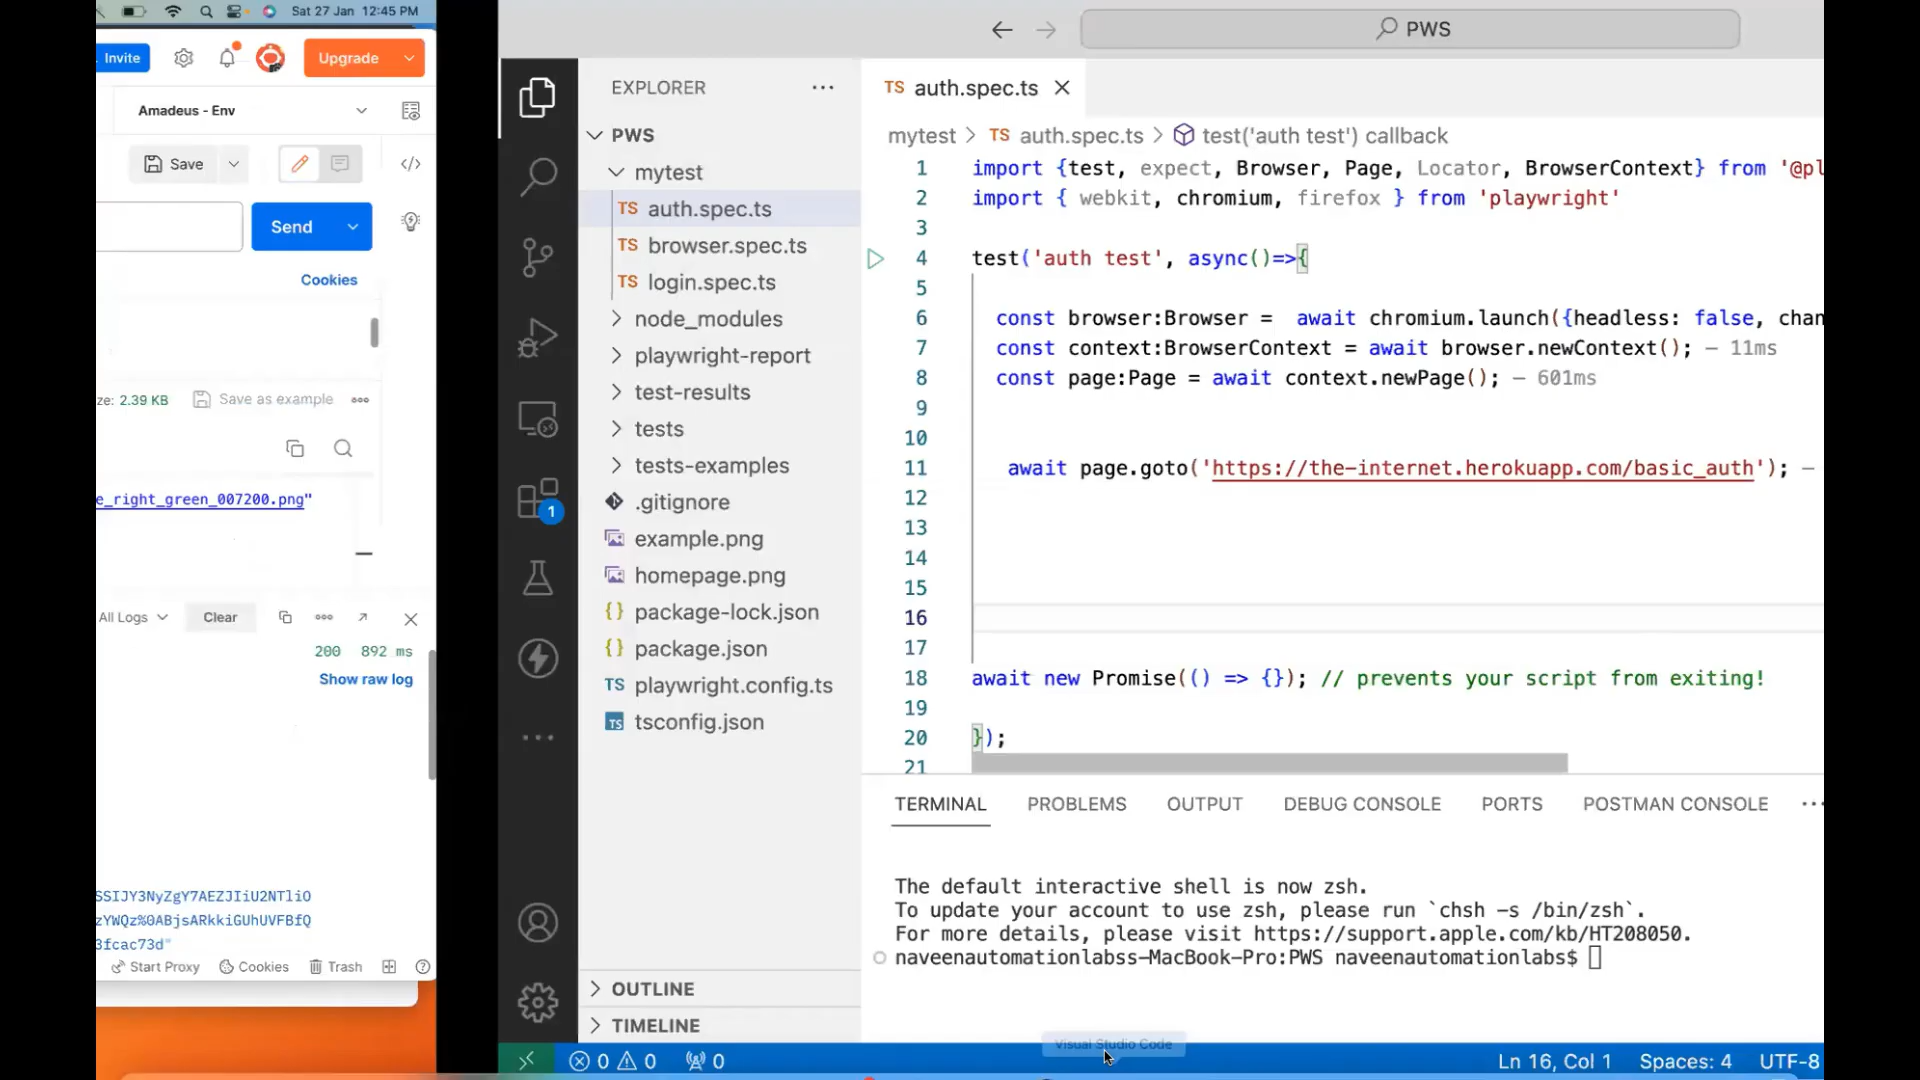 Sat 27 Jan 12:45 PM
Invite
Upgrade
Amadeus - Env
Save
Send
Cookies
ze: 2.39 KB
Save as example
e_right_green_007200.png"
All Logs
Clear
200 892 ms
Show raw log
SSIJY3NyZgY7AEZJIiU2NTliO
zYWQz%0ABjsARkkiGUhUVFBfQ
3fcac73d"
Start Proxy
Cookies
Trash
PWS
EXPLORER
PWS
mytest
TS auth.spec.ts
TS browser.spec.ts
TS login.spec.ts
node_modules
playwright-report
test-results
tests
tests-examples
.gitignore
example.png
homepage.png
{} package-lock.json
{} package.json
TS playwright.config.ts
TS tsconfig.json
OUTLINE
TIMELINE
1
TS auth.spec.ts
mytest > TS auth.spec.ts > test('auth test') callback
1 import {test, expect, Browser, Page, Locator, BrowserContext} from '@pl
2 import { webkit, chromium, firefox } from 'playwright'
3
4 test('auth test', async()=>{
5
6 const browser:Browser = await chromium.launch({headless: false, chan
7 const context:BrowserContext = await browser.newContext(); — 11ms
8 const page:Page = await context.newPage(); — 601ms
9
10
11 await page.goto('https://the-internet.herokuapp.com/basic_auth'); —
12
13
14
15
16
17
18 await new Promise(() => {}); // prevents your script from exiting!
19
20 });
21
TERMINAL PROBLEMS OUTPUT DEBUG CONSOLE PORTS POSTMAN CONSOLE
The default interactive shell is now zsh.
To update your account to use zsh, please run `chsh -s /bin/zsh`.
For more details, please visit https://support.apple.com/kb/HT208050.
naveenautomationlabss-MacBook-Pro:PWS naveenautomationlabs$
Visual Studio Code
0 0 0
Ln 16, Col 1 Spaces: 4 UTF-8